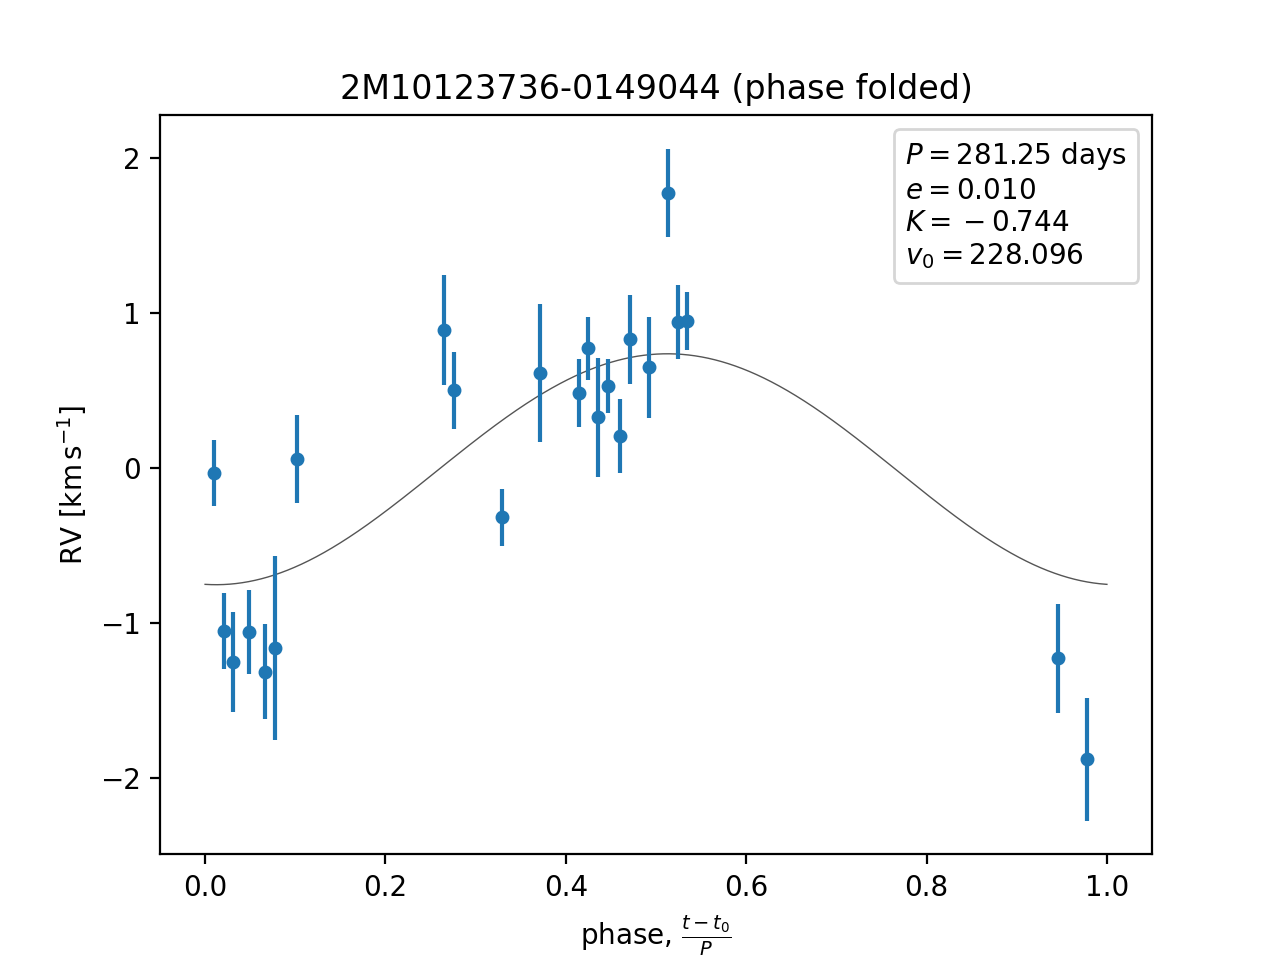 2M10123736-0149044 (phase folded)
P = 281.25 days
e = 0.010
K = −0.744
v₀ = 228.096
2
1
0
−1
−2
RV [km s⁻¹]
0.0 0.2 0.4 0.6 0.8 1.0
phase, (t − t₀)/P